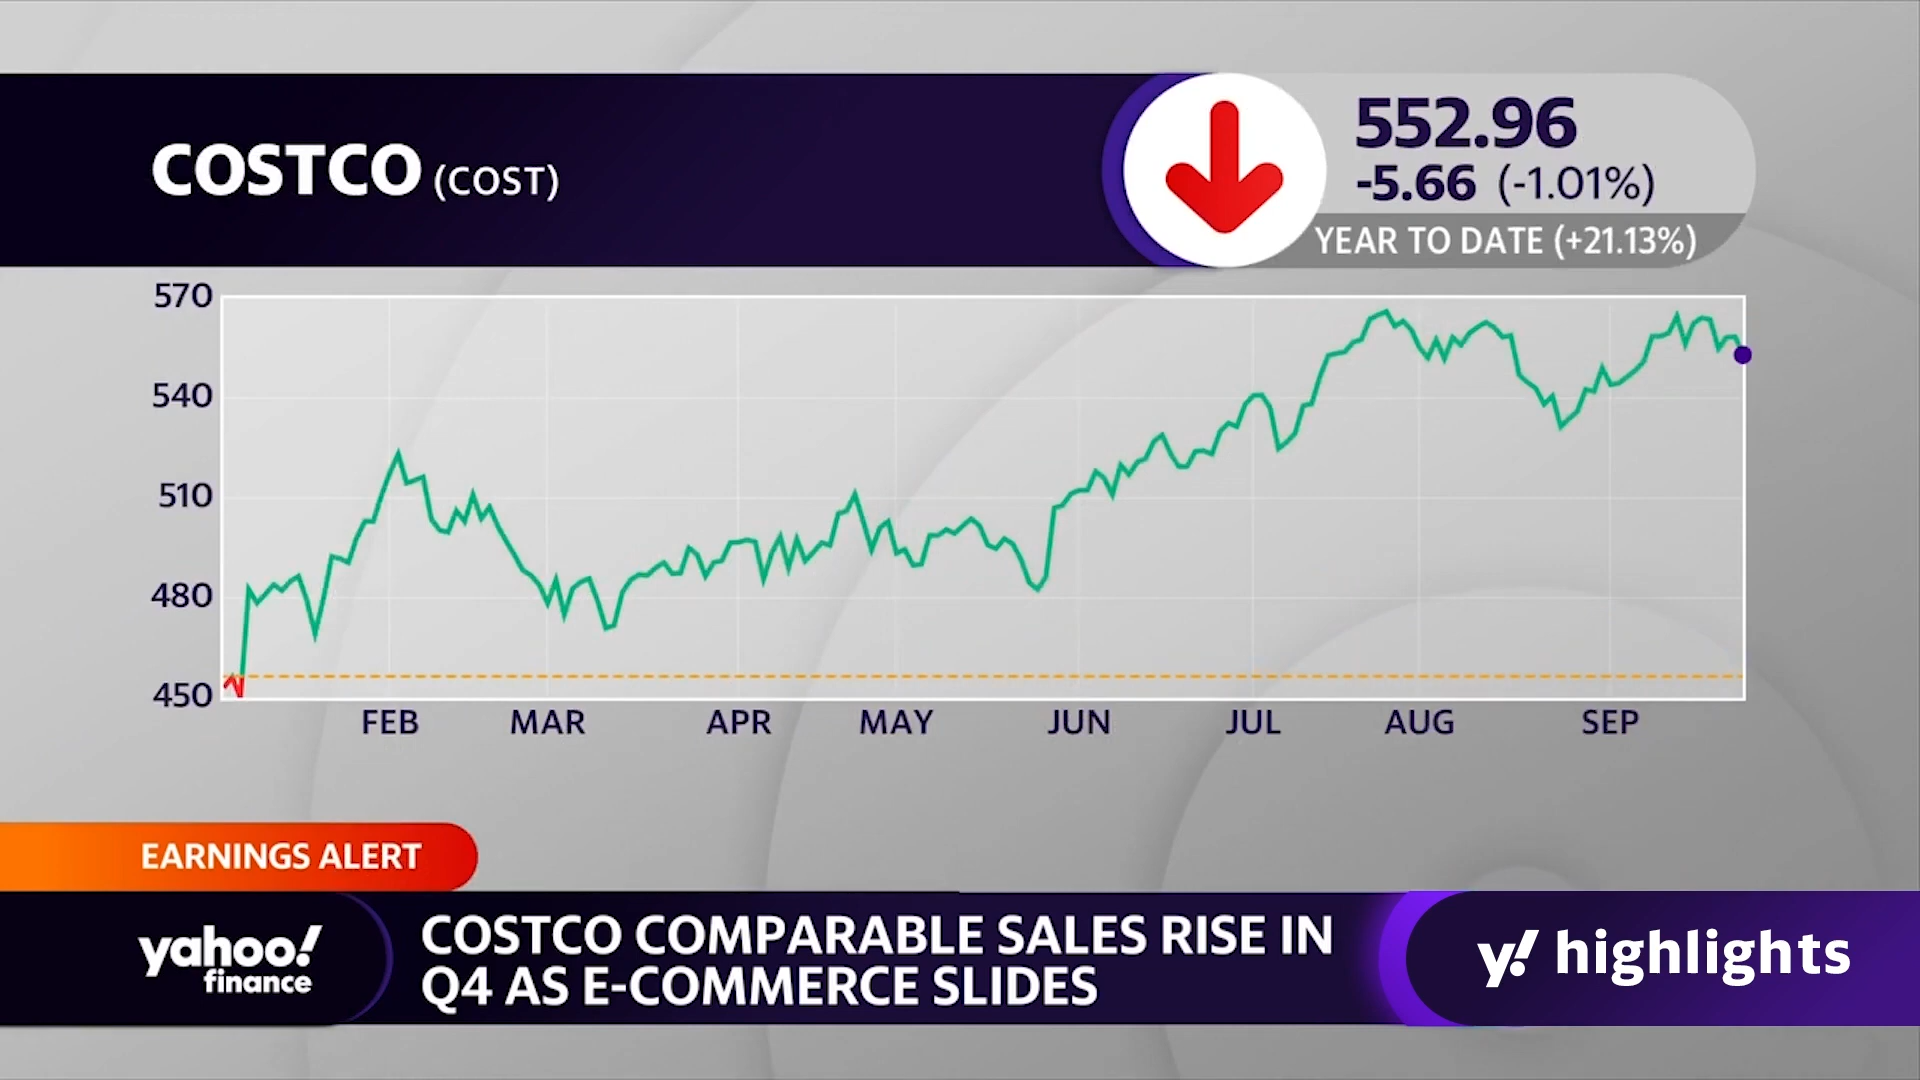 COSTCO (COST)
552.96
-5.66 (-1.01%)
YEAR TO DATE (+21.13%)
570
540
510
480
450
FEB MAR APR MAY JUN JUL AUG SEP
EARNINGS ALERT
yahoo!
finance
COSTCO COMPARABLE SALES RISE IN
Q4 AS E-COMMERCE SLIDES
y! highlights